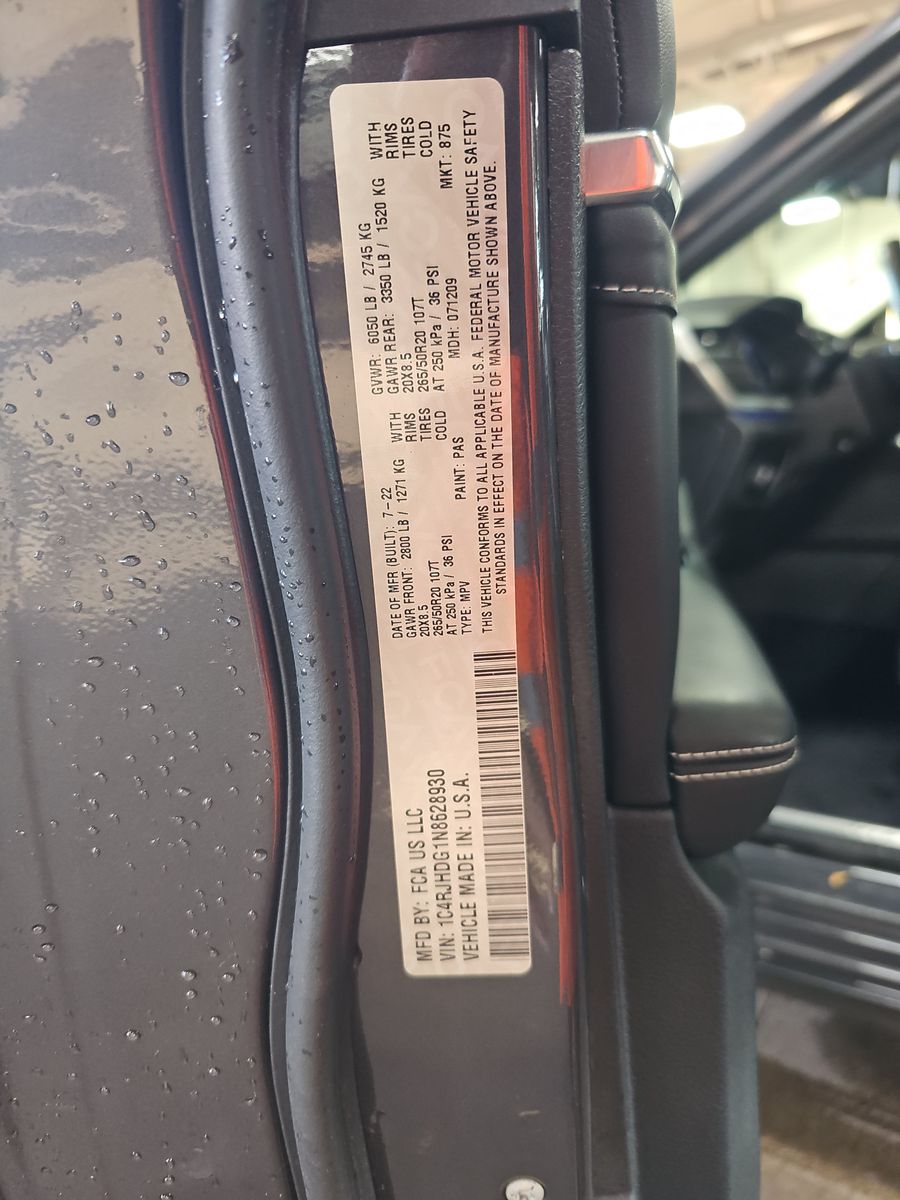 MFD BY: FCA US LLC
VIN: 1C4RJHDG1N8628930
VEHICLE MADE IN: U.S.A.
DATE OF MFR (BUILT): 7-22
GAWR FRONT: 2800 LB / 1271 KG WITH
20X8.5 RIMS
265/50R20 107T TIRES
AT 250 kPa / 36 PSI COLD
TYPE: MPV PAINT: PAS
GVWR: 6050 LB / 2745 KG
GAWR REAR: 3350 LB / 1520 KG WITH
20X8.5 RIMS
265/50R20 107T TIRES
AT 250 kPa / 36 PSI COLD
MDH: 071209 MKT: 875
THIS VEHICLE CONFORMS TO ALL APPLICABLE U.S.A. FEDERAL MOTOR VEHICLE SAFETY
STANDARDS IN EFFECT ON THE DATE OF MANUFACTURE SHOWN ABOVE.